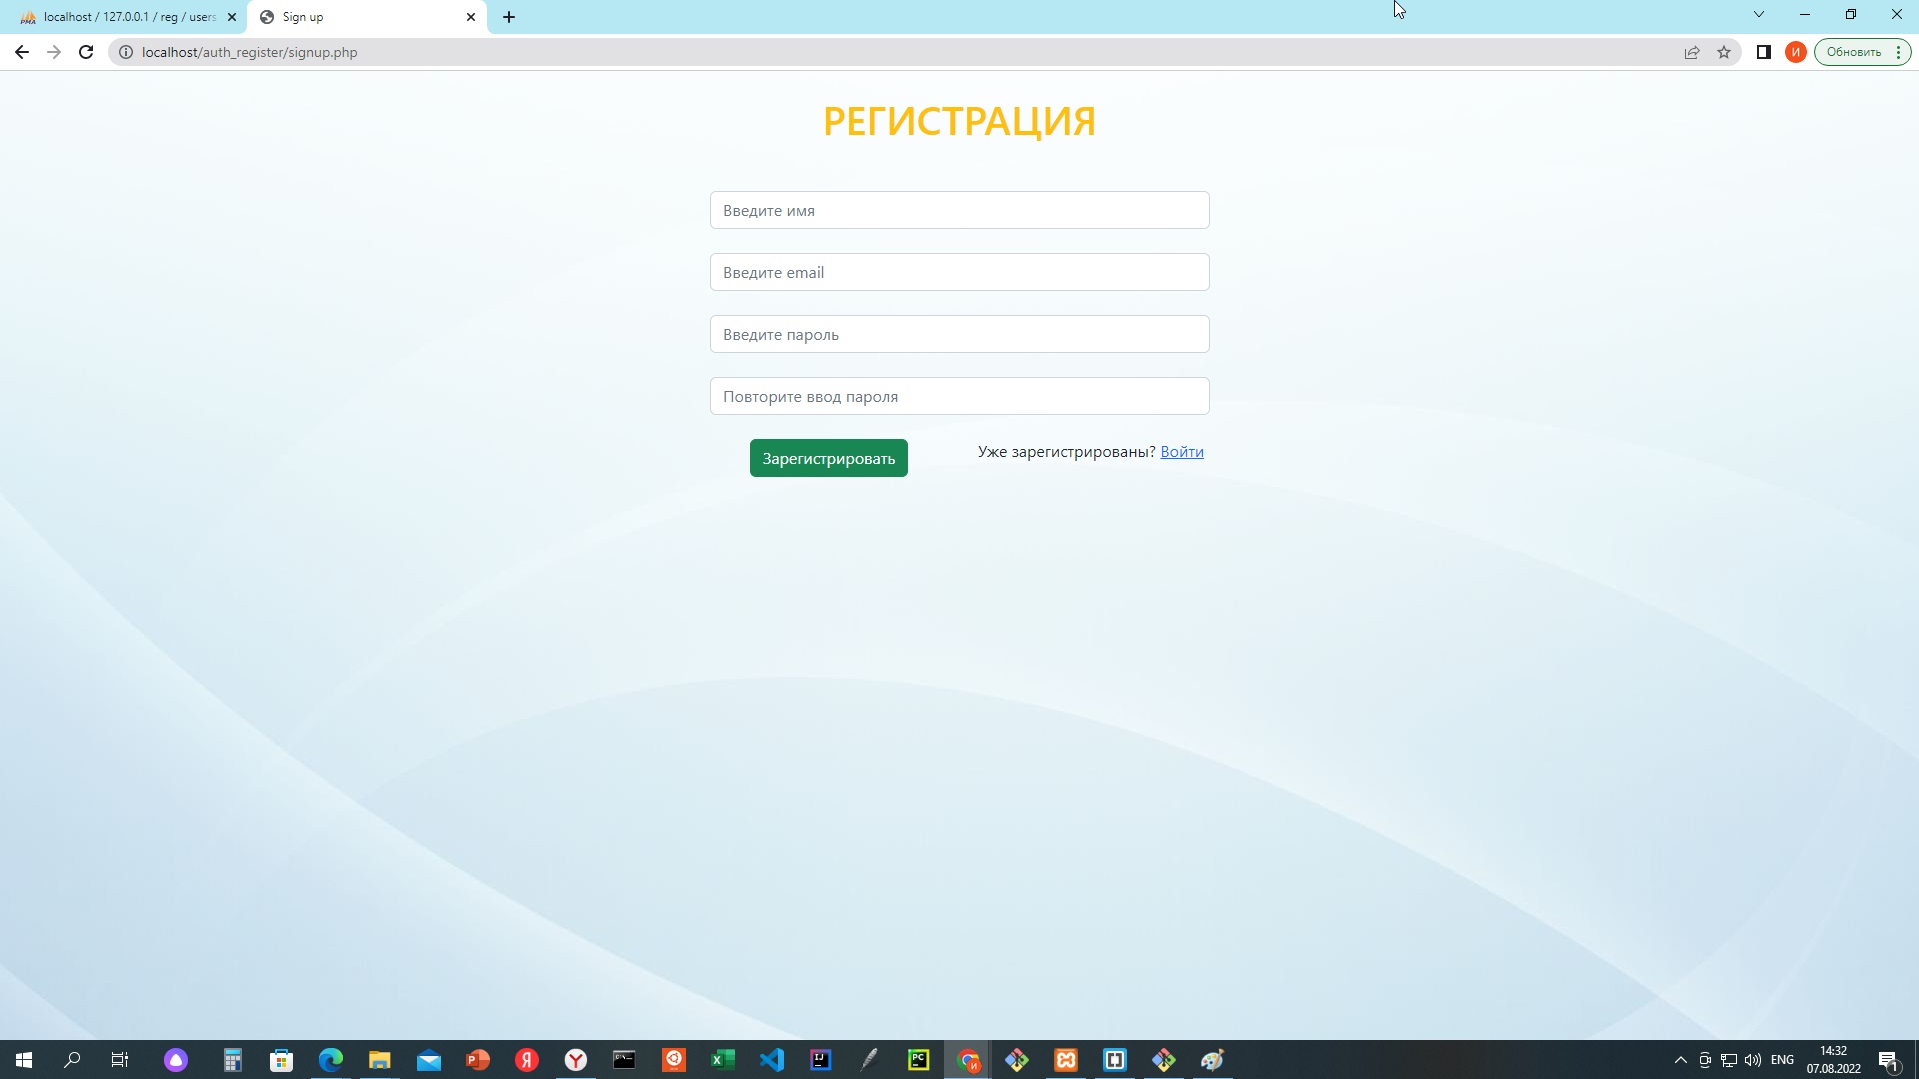 localhost / 127.0.0.1 / reg / users
Sign up
localhost/auth_register/signup.php
И
Обновить
РЕГИСТРАЦИЯ
Введите имя
Введите email
Введите пароль
Повторите ввод пароля
Зарегистрировать
Уже зарегистрированы? Войти
ENG
14:32
07.08.2022
1